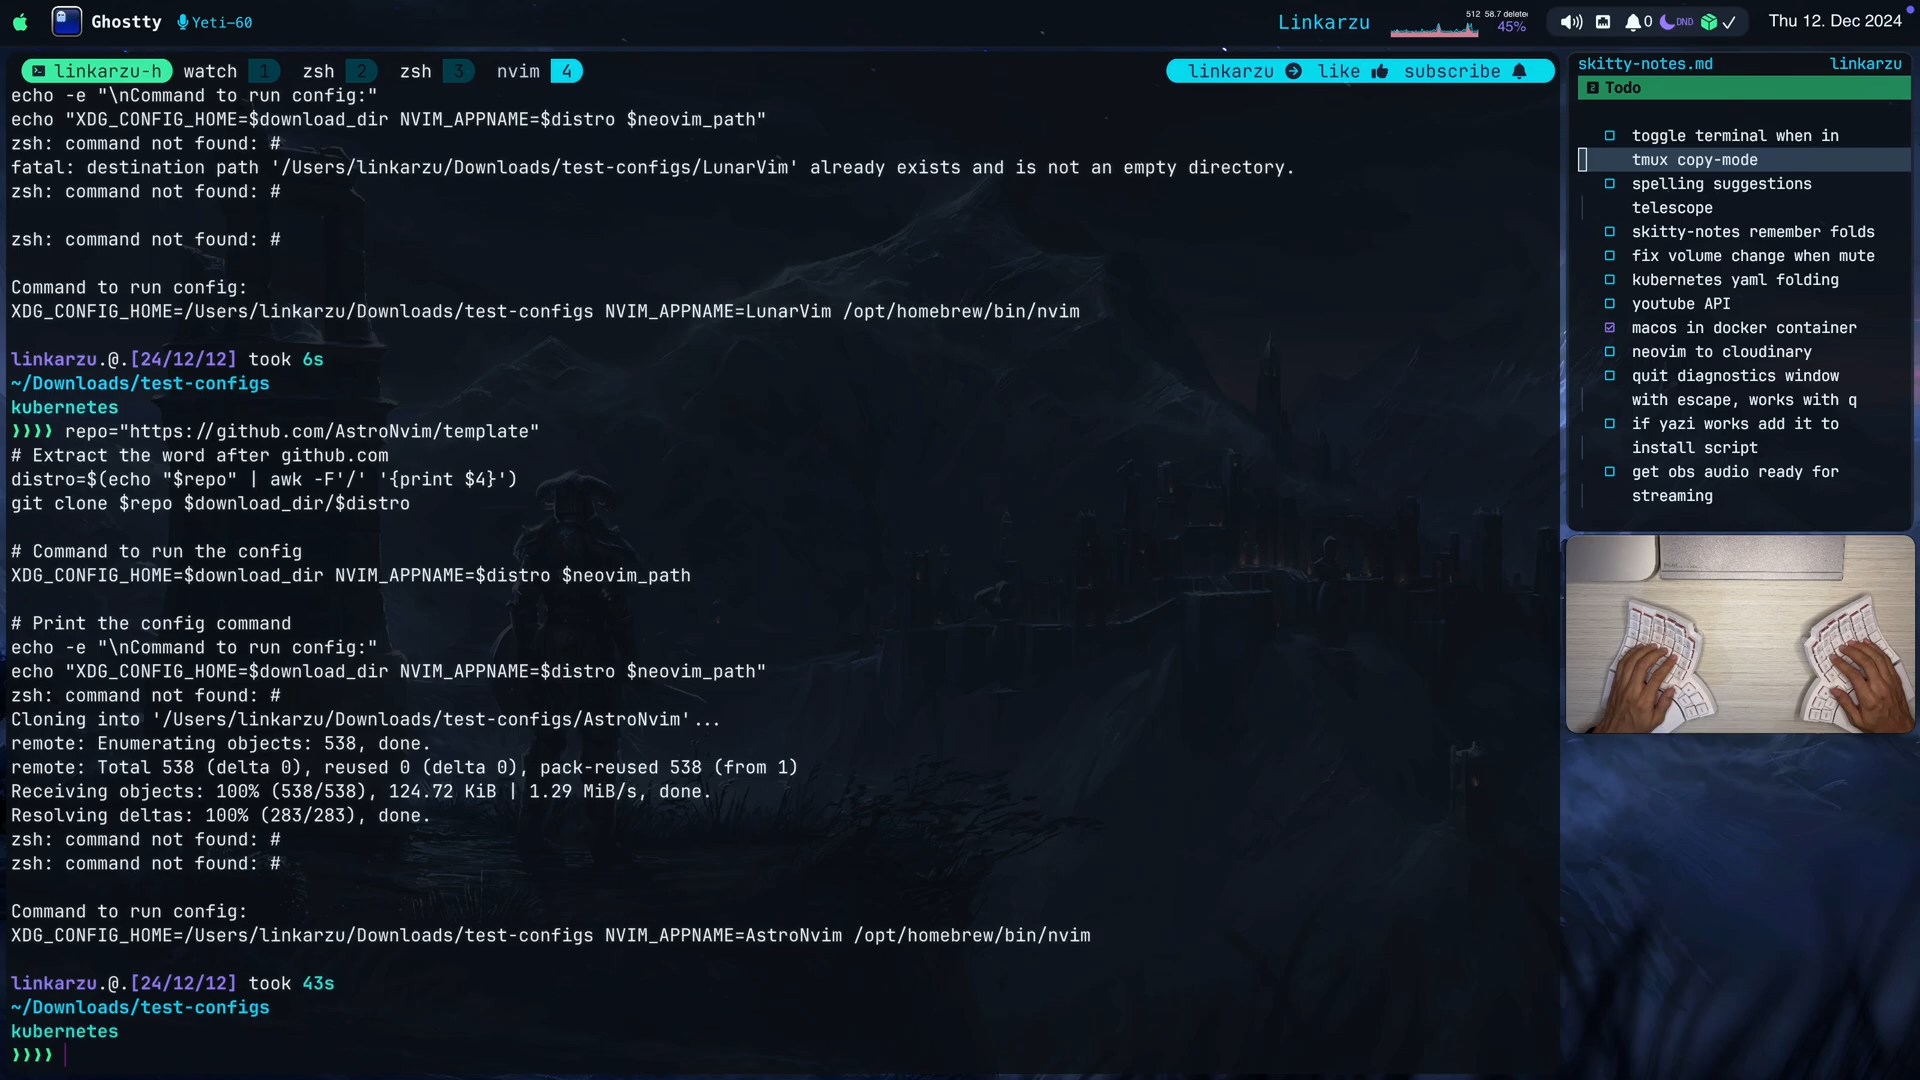 Ghostty Yeti-60
Linkarzu 512 58.7 deleted 45% 0 DND Thu 12. Dec 2024
linkarzu-h watch 1 zsh 2 zsh 3 nvim 4 linkarzu like subscribe
echo -e "\nCommand to run config:"
echo "XDG_CONFIG_HOME=$download_dir NVIM_APPNAME=$distro $neovim_path"
zsh: command not found: #
fatal: destination path '/Users/linkarzu/Downloads/test-configs/LunarVim' already exists and is not an empty directory.
zsh: command not found: #
zsh: command not found: #
Command to run config:
XDG_CONFIG_HOME=/Users/linkarzu/Downloads/test-configs NVIM_APPNAME=LunarVim /opt/homebrew/bin/nvim
linkarzu.@.[24/12/12] took 6s
~/Downloads/test-configs
kubernetes
❯❯❯❯ repo="https://github.com/AstroNvim/template"
# Extract the word after github.com
distro=$(echo "$repo" | awk -F'/' '{print $4}')
git clone $repo $download_dir/$distro
# Command to run the config
XDG_CONFIG_HOME=$download_dir NVIM_APPNAME=$distro $neovim_path
# Print the config command
echo -e "\nCommand to run config:"
echo "XDG_CONFIG_HOME=$download_dir NVIM_APPNAME=$distro $neovim_path"
zsh: command not found: #
Cloning into '/Users/linkarzu/Downloads/test-configs/AstroNvim'...
remote: Enumerating objects: 538, done.
remote: Total 538 (delta 0), reused 0 (delta 0), pack-reused 538 (from 1)
Receiving objects: 100% (538/538), 124.72 KiB | 1.29 MiB/s, done.
Resolving deltas: 100% (283/283), done.
zsh: command not found: #
zsh: command not found: #
Command to run config:
XDG_CONFIG_HOME=/Users/linkarzu/Downloads/test-configs NVIM_APPNAME=AstroNvim /opt/homebrew/bin/nvim
linkarzu.@.[24/12/12] took 43s
~/Downloads/test-configs
kubernetes
❯❯❯❯
skitty-notes.md linkarzu
Todo
toggle terminal when in
tmux copy-mode
spelling suggestions
telescope
skitty-notes remember folds
fix volume change when mute
kubernetes yaml folding
youtube API
macos in docker container
neovim to cloudinary
quit diagnostics window
with escape, works with q
if yazi works add it to
install script
get obs audio ready for
streaming